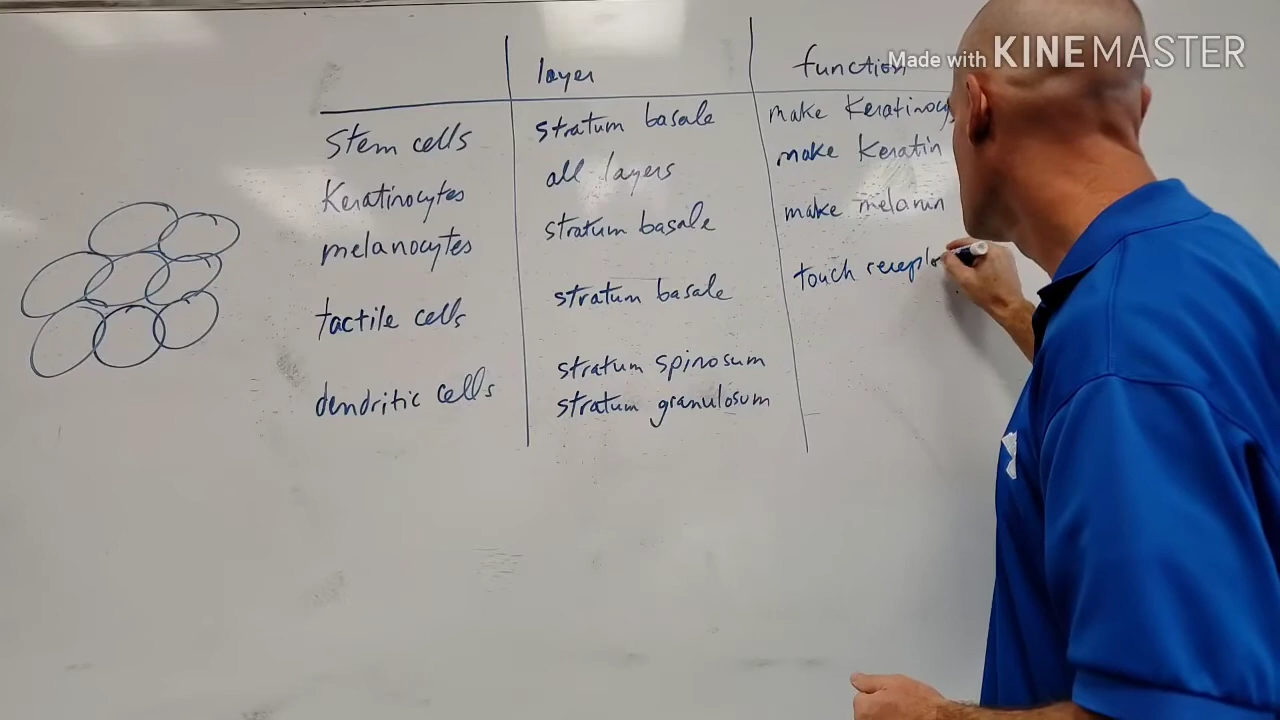 Made with KINEMASTER
layer function
stem cells stratum basale make Keratinocy
Keratinocytes all layers make Keratin
melanocytes stratum basale make melanin
tactile cells stratum basale touch recepto
dendritic cells stratum spinosum
stratum granulosum